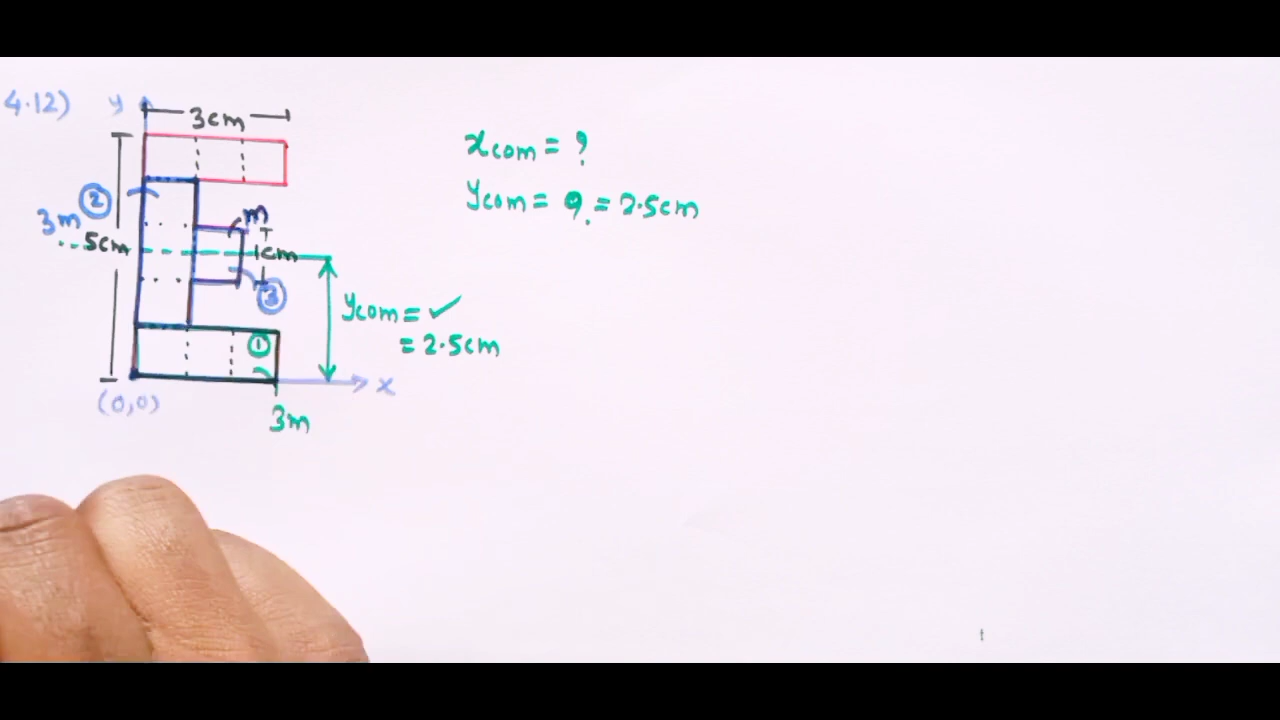 4.12)
y
3cm
②
3m
5cm
m
1cm
③
①
(0,0)
x
3m
xcom = ?
ycom = ? = 2.5cm
ycom = ✓
= 2.5cm